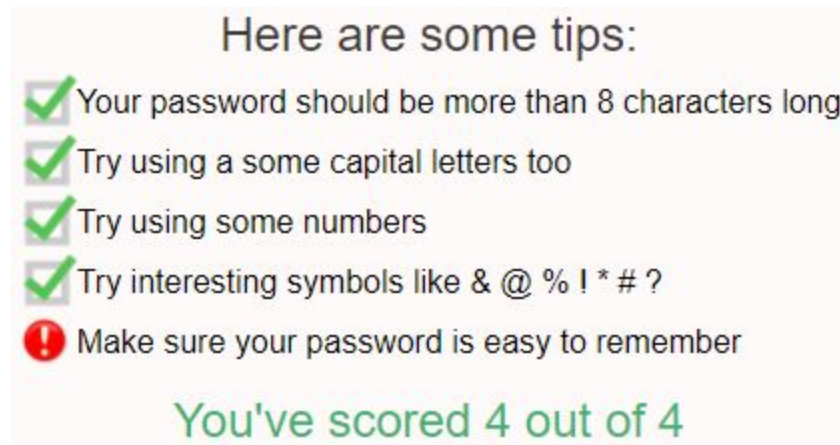 Here are some tips:
Your password should be more than 8 characters long
Try using a some capital letters too
Try using some numbers
Try interesting symbols like & @ % ! * # ?
Make sure your password is easy to remember
You've scored 4 out of 4